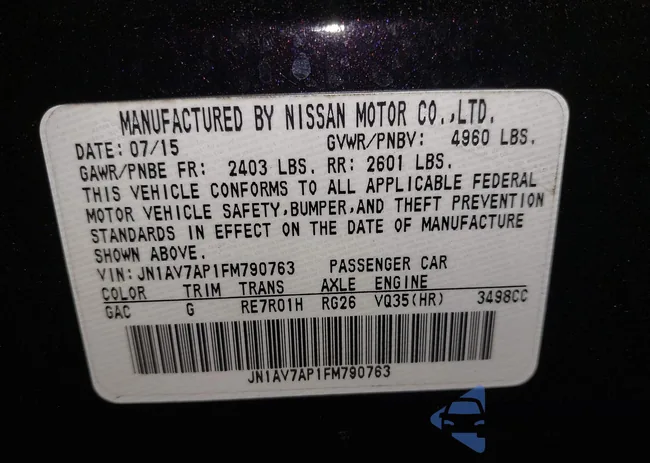 MANUFACTURED BY NISSAN MOTOR CO.,LTD.
DATE: 07/15 GVWR/PNBV: 4960 LBS.
GAWR/PNBE FR: 2403 LBS. RR: 2601 LBS.
THIS VEHICLE CONFORMS TO ALL APPLICABLE FEDERAL
MOTOR VEHICLE SAFETY,BUMPER,AND THEFT PREVENTION
STANDARDS IN EFFECT ON THE DATE OF MANUFACTURE
SHOWN ABOVE.
VIN: JN1AV7AP1FM790763 PASSENGER CAR
COLOR TRIM TRANS AXLE ENGINE
GAC G RE7R01H RG26 VQ35(HR) 3498CC
JN1AV7AP1FM790763